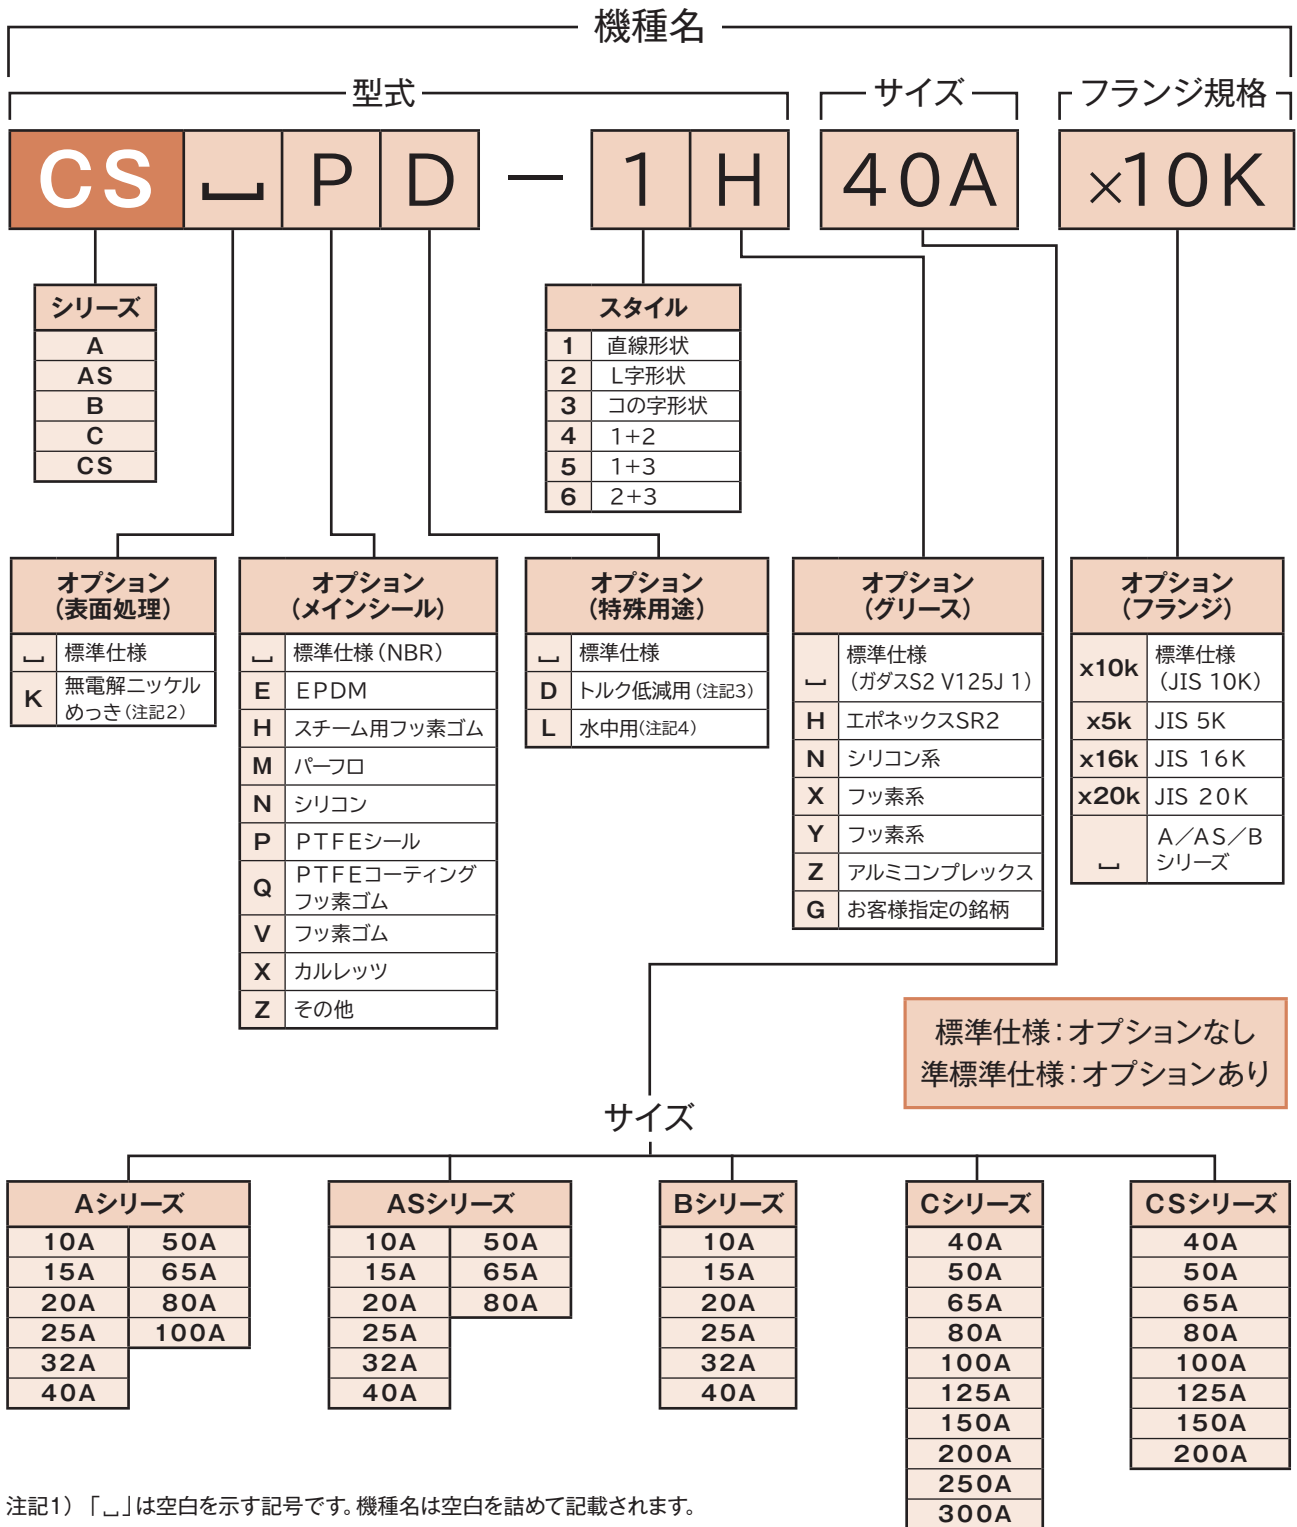 機種名
型式 サイズ フランジ規格
CS ⎵ P D — 1 H 40A ×10K
シリーズ
A
AS
B
C
CS
スタイル
1 直線形状
2 L字形状
3 コの字形状
4 1+2
5 1+3
6 2+3
オプション
(表面処理)
⎵ 標準仕様
K 無電解ニッケル
めっき(注記2)
オプション
(メインシール)
⎵ 標準仕様(NBR)
E EPDM
H スチーム用フッ素ゴム
M パーフロ
N シリコン
P PTFEシール
Q PTFEコーティング
フッ素ゴム
V フッ素ゴム
X カルレッツ
Z その他
オプション
(特殊用途)
⎵ 標準仕様
D トルク低減用(注記3)
L 水中用(注記4)
オプション
(グリース)
⎵ 標準仕様
(ガダスS2 V125J 1)
H エポネックスSR2
N シリコン系
X フッ素系
Y フッ素系
Z アルミコンプレックス
G お客様指定の銘柄
オプション
(フランジ)
x10k 標準仕様
(JIS 10K)
x5k JIS 5K
x16k JIS 16K
x20k JIS 20K
⎵ A/AS/B
シリーズ
標準仕様:オプションなし
準標準仕様:オプションあり
サイズ
Aシリーズ
10A 50A
15A 65A
20A 80A
25A 100A
32A
40A
ASシリーズ
10A 50A
15A 65A
20A 80A
25A
32A
40A
Bシリーズ
10A
15A
20A
25A
32A
40A
Cシリーズ
40A
50A
65A
80A
100A
125A
150A
200A
250A
300A
CSシリーズ
40A
50A
65A
80A
100A
125A
150A
200A
注記1)「⎵」は空白を示す記号です。機種名は空白を詰めて記載されます。